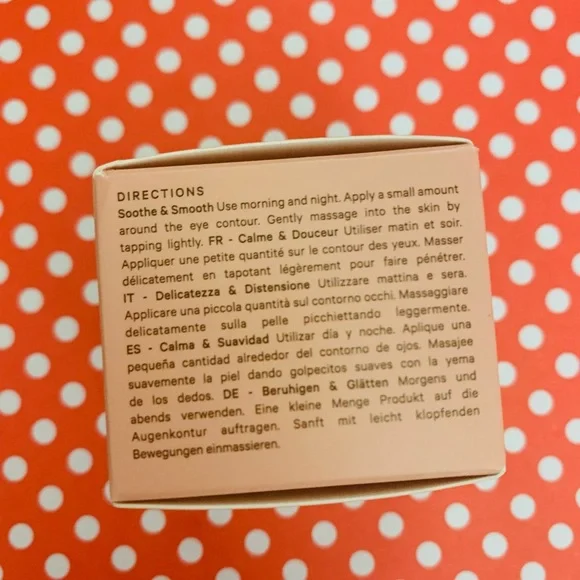 DIRECTIONS
Soothe & Smooth Use morning and night. Apply a small amount
around the eye contour. Gently massage into the skin by
tapping lightly. FR - Calme & Douceur Utiliser matin et soir.
Appliquer une petite quantité sur le contour des yeux. Masser
délicatement en tapotant légèrement pour faire pénétrer.
IT - Delicatezza & Distensione Utilizzare mattina e sera.
Applicare una piccola quantità sul contorno occhi. Massaggiare
delicatamente sulla pelle picchiettando leggermente.
ES - Calma & Suavidad Utilizar día y noche. Aplique una
pequeña cantidad alrededor del contorno de ojos. Masajee
suavemente la piel dando golpecitos suaves con la yema
de los dedos. DE - Beruhigen & Glätten Morgens und
abends verwenden. Eine kleine Menge Produkt auf die
Augenkontur auftragen. Sanft mit leicht klopfenden
Bewegungen einmassieren.